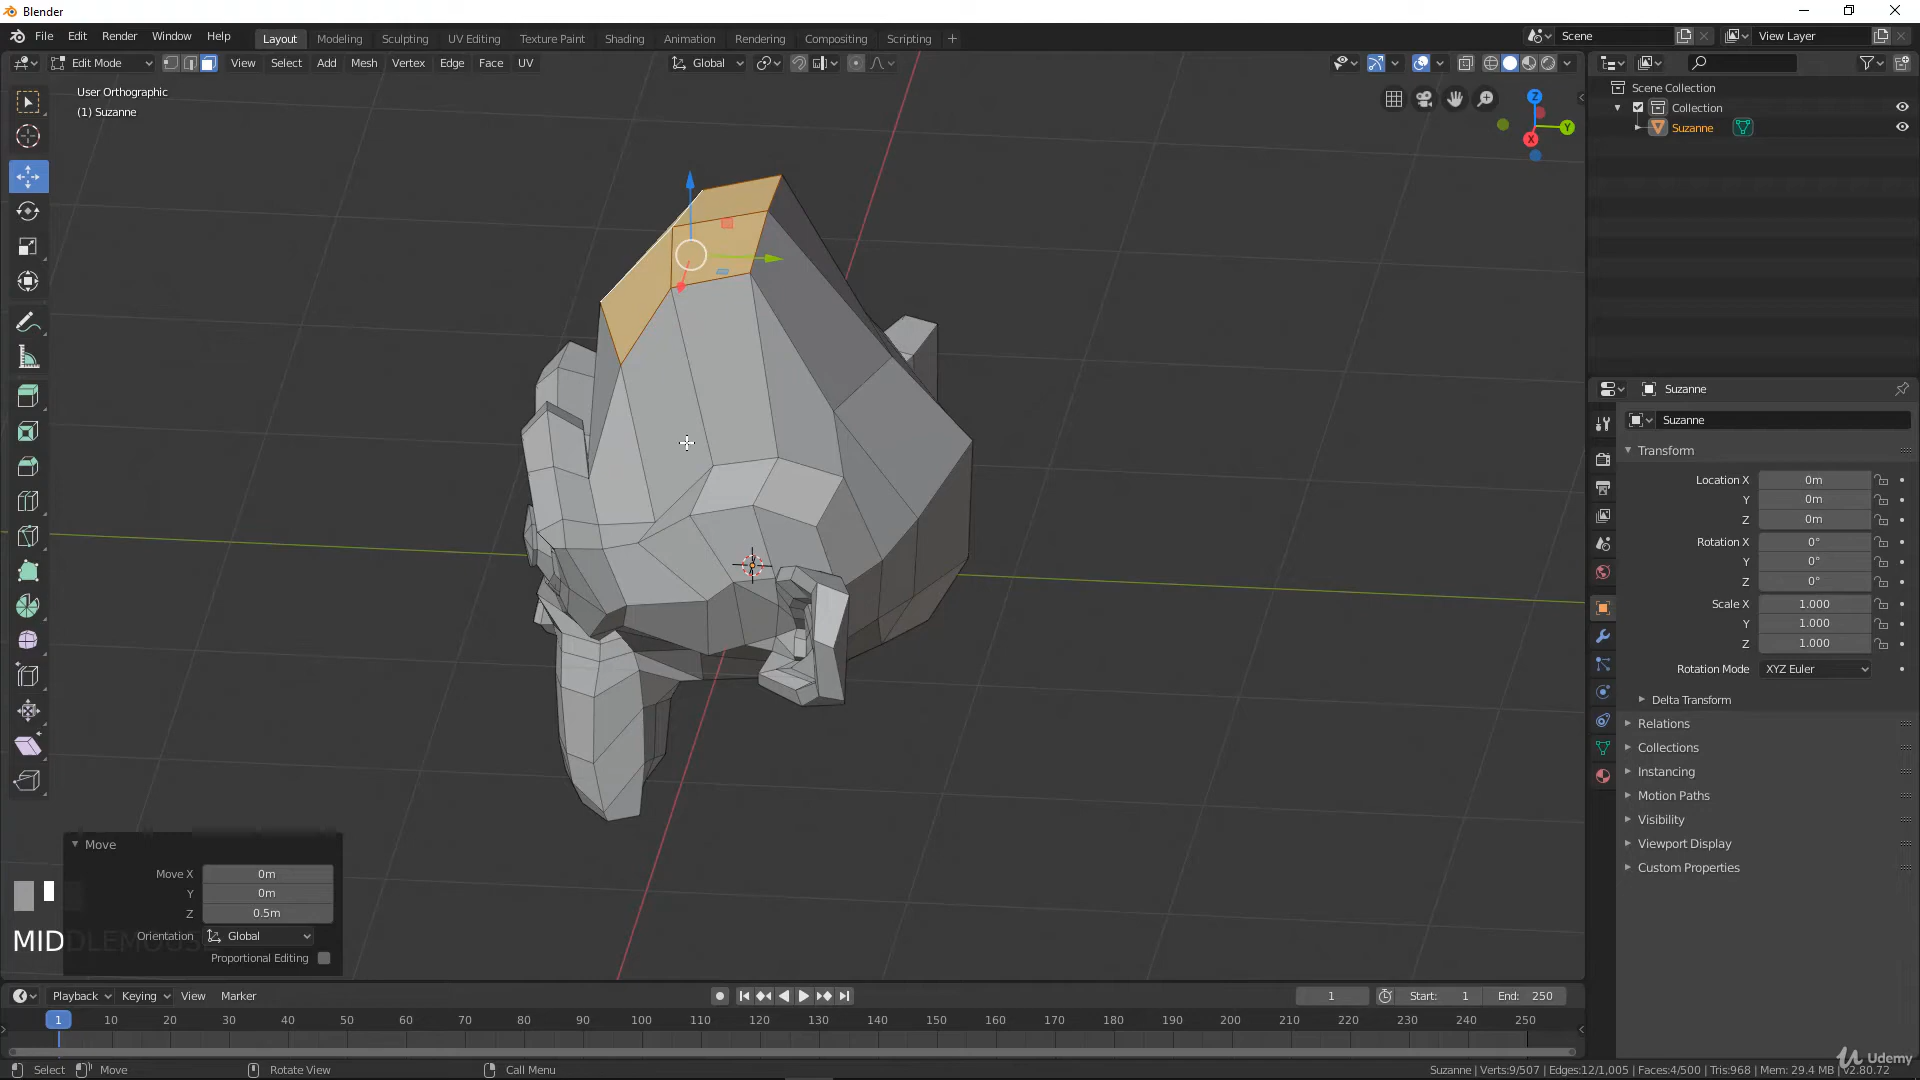 Blender
File Edit Render Window Help
Layout Modeling Sculpting UV Editing Texture Paint Shading Animation Rendering Compositing Scripting +
Scene
View Layer
Edit Mode View Select Add Mesh Vertex Edge Face UV
Global
User Orthographic
(1) Suzanne
Z
Y
X
Scene Collection
Collection
Suzanne
Suzanne
Suzanne
Transform
Location X 0m
Y 0m
Z 0m
Rotation X 0°
Y 0°
Z 0°
Scale X 1.000
Y 1.000
Z 1.000
Rotation Mode XYZ Euler
Delta Transform
Relations
Collections
Instancing
Motion Paths
Visibility
Viewport Display
Custom Properties
Move
Move X 0m
Y 0m
Z 0.5m
Orientation Global
Proportional Editing
MIDDLEMOUSE
Playback Keying View Marker
1
Start: 1
End: 250
1 10 20 30 40 50 60 70 80 90 100 110 120 130 140 150 160 170 180 190 200 210 220 230 240 250
Select Move Rotate View Call Menu
Suzanne | Verts:9/507 | Edges:12/1,005 | Faces:4/500 | Tris:968 | Mem: 29.4 MB | v2.80.72
Udemy